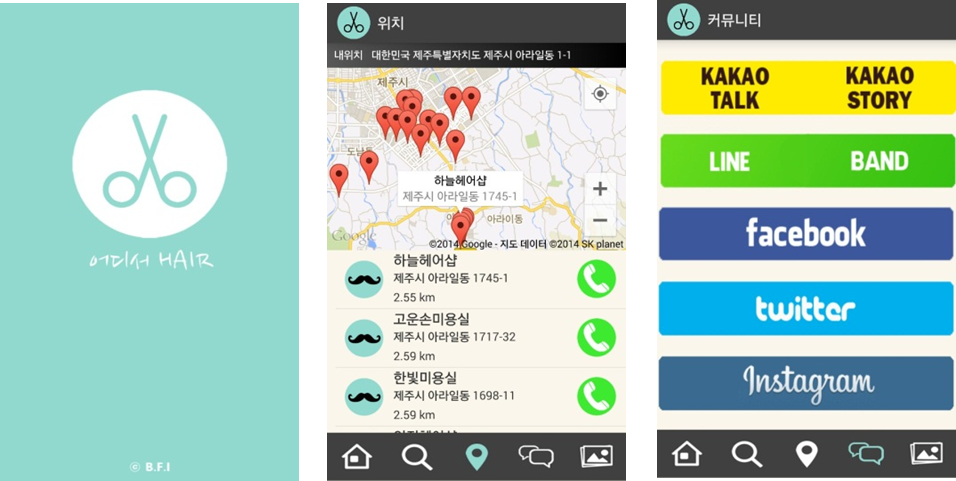 어디서 HAIR
ⓒ B.F.I
위치
내위치 대한민국 제주특별자치도 제주시 아라일동 1-1
제주시
도남동
하늘헤어샵
제주시 아라일동 1745-1
아라이동
Google
©2014 Google - 지도 데이터 ©2014 SK planet
하늘헤어샵
제주시 아라일동 1745-1
2.55 km
고운손미용실
제주시 아라일동 1717-32
2.59 km
한빛미용실
제주시 아라일동 1698-11
2.59 km
커뮤니티
KAKAO TALK
KAKAO STORY
LINE BAND
facebook
twitter
Instagram